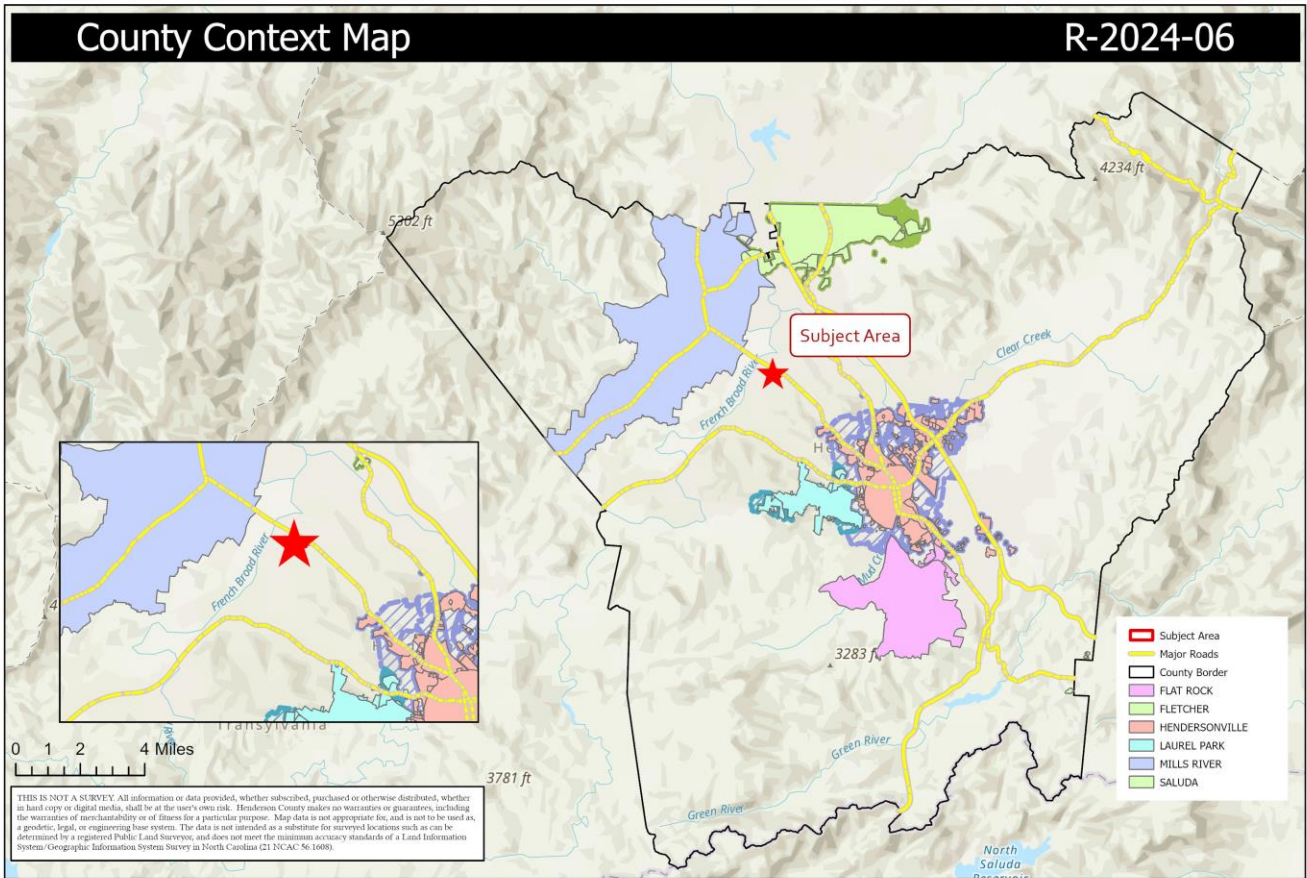 County Context Map
R-2024-06
4234 ft
5302 ft
Subject Area
Clear Creek
French Broad River
Mud Cr
3283 f
Green River
Green River
3781 ft
North
Saluda
Reservoir
French Broad River
4
Transylvania
0 1 2 4 Miles
Subject Area
Major Roads
County Border
FLAT ROCK
FLETCHER
HENDERSONVILLE
LAUREL PARK
MILLS RIVER
SALUDA
THIS IS NOT A SURVEY. All information or data provided, whether subscribed, purchased or otherwise distributed, whether
in hard copy or digital media, shall be at the user's own risk. Henderson County makes no warranties or guarantees, including
the warranties of merchantability or of fitness for a particular purpose. Map data is not appropriate for, and is not to be used as,
a geodetic, legal, or engineering base system. The data is not intended as a substitute for surveyed locations such as can be
determined by a registered Public Land Surveyor, and does not meet the minimum accuracy standards of a Land Information
System/Geographic Information System Survey in North Carolina (21 NCAC 56.1608).